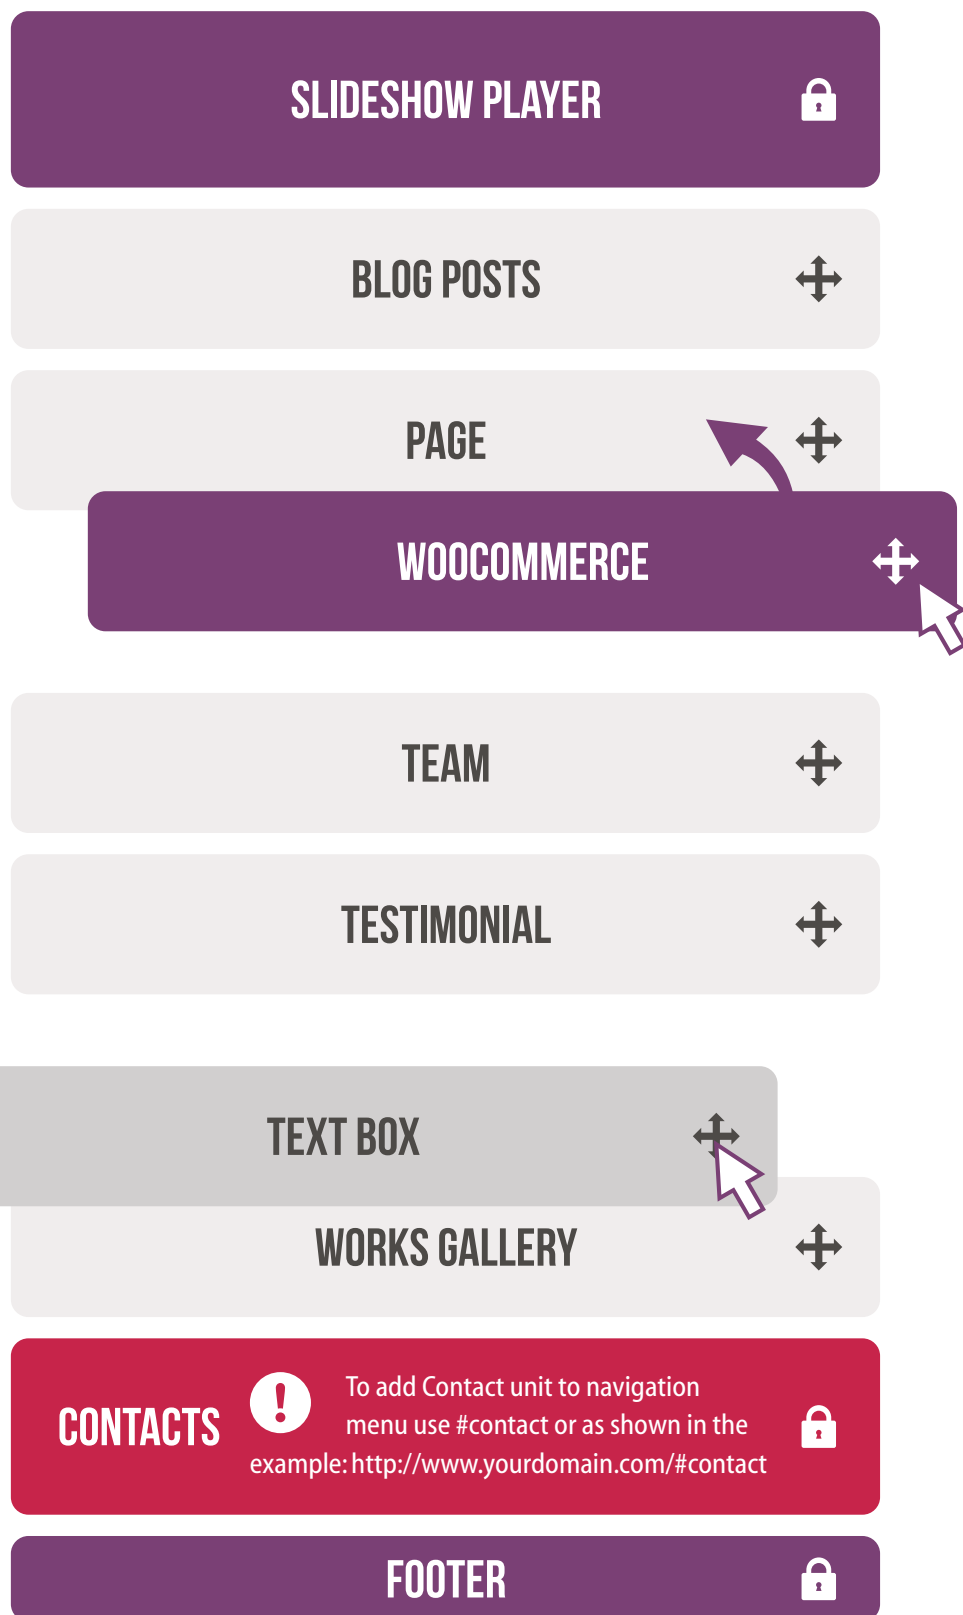 SLIDESHOW PLAYER
BLOG POSTS
PAGE
WOOCOMMERCE
TEAM
TESTIMONIAL
TEXT BOX
WORKS GALLERY
CONTACTS
To add Contact unit to navigation
menu use #contact or as shown in the
example: http://www.yourdomain.com/#contact
FOOTER